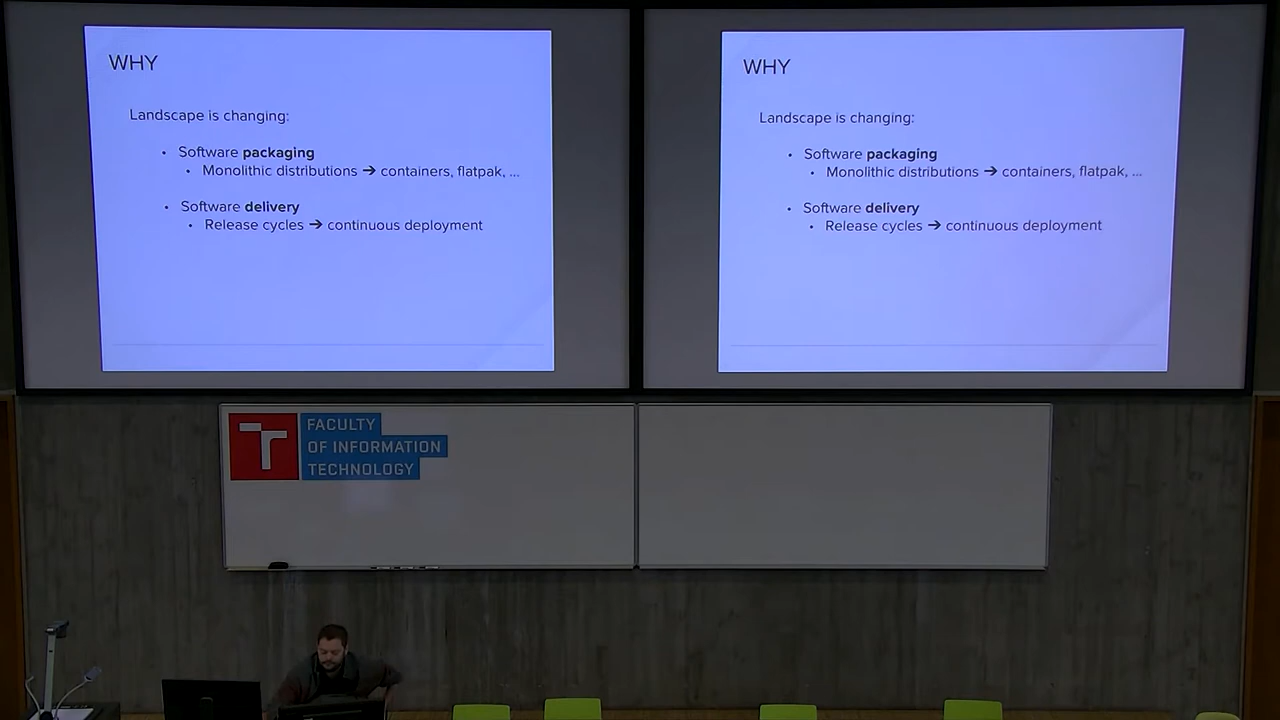 WHY
Landscape is changing:
• Software packaging
• Monolithic distributions ➔ containers, flatpak, ...
• Software delivery
• Release cycles ➔ continuous deployment
WHY
Landscape is changing:
• Software packaging
• Monolithic distributions ➔ containers, flatpak, ...
• Software delivery
• Release cycles ➔ continuous deployment
T
FACULTY
OF INFORMATION
TECHNOLOGY